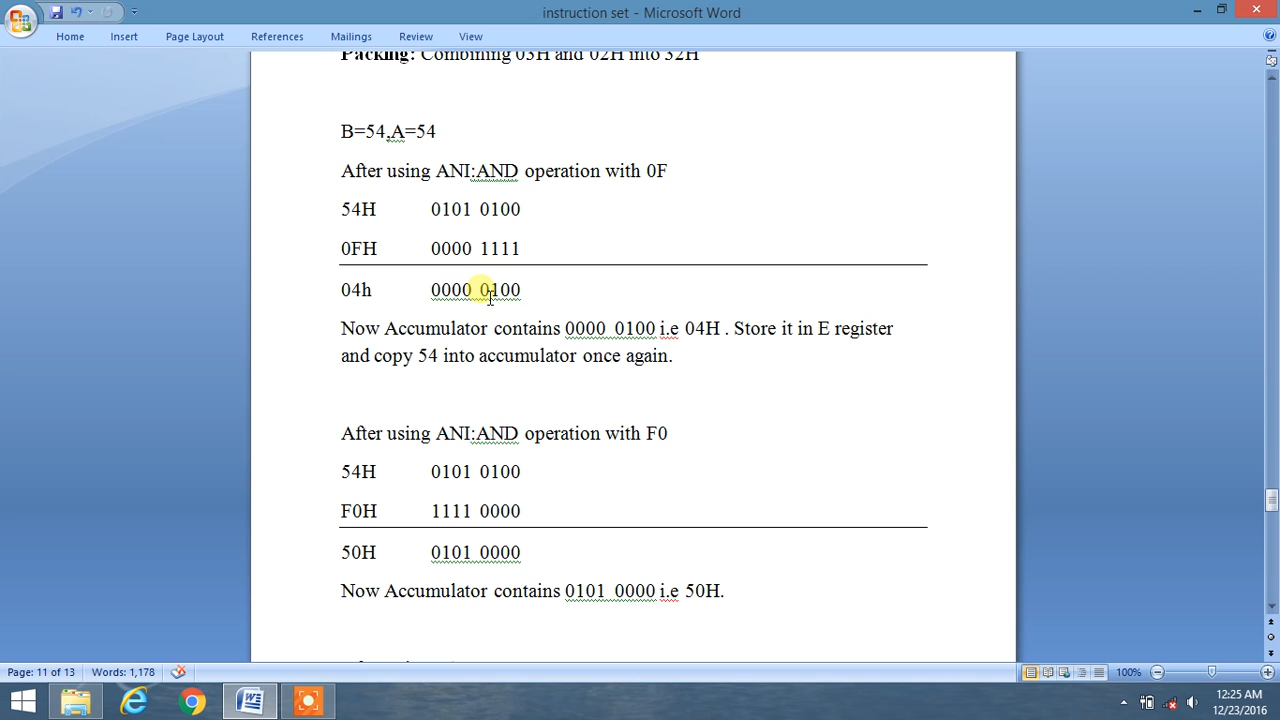 instruction set - Microsoft Word
Home Insert Page Layout References Mailings Review View
Packing: Combining 03H and 02H into 32H
B=54,A=54
After using ANI:AND operation with 0F
54H 0101 0100
0FH 0000 1111
04h 0000 0100
Now Accumulator contains 0000 0100 i.e 04H . Store it in E register
and copy 54 into accumulator once again.
After using ANI:AND operation with F0
54H 0101 0100
F0H 1111 0000
50H 0101 0000
Now Accumulator contains 0101 0000 i.e 50H.
Page: 11 of 13 Words: 1,178 100%
12:25 AM
12/23/2016